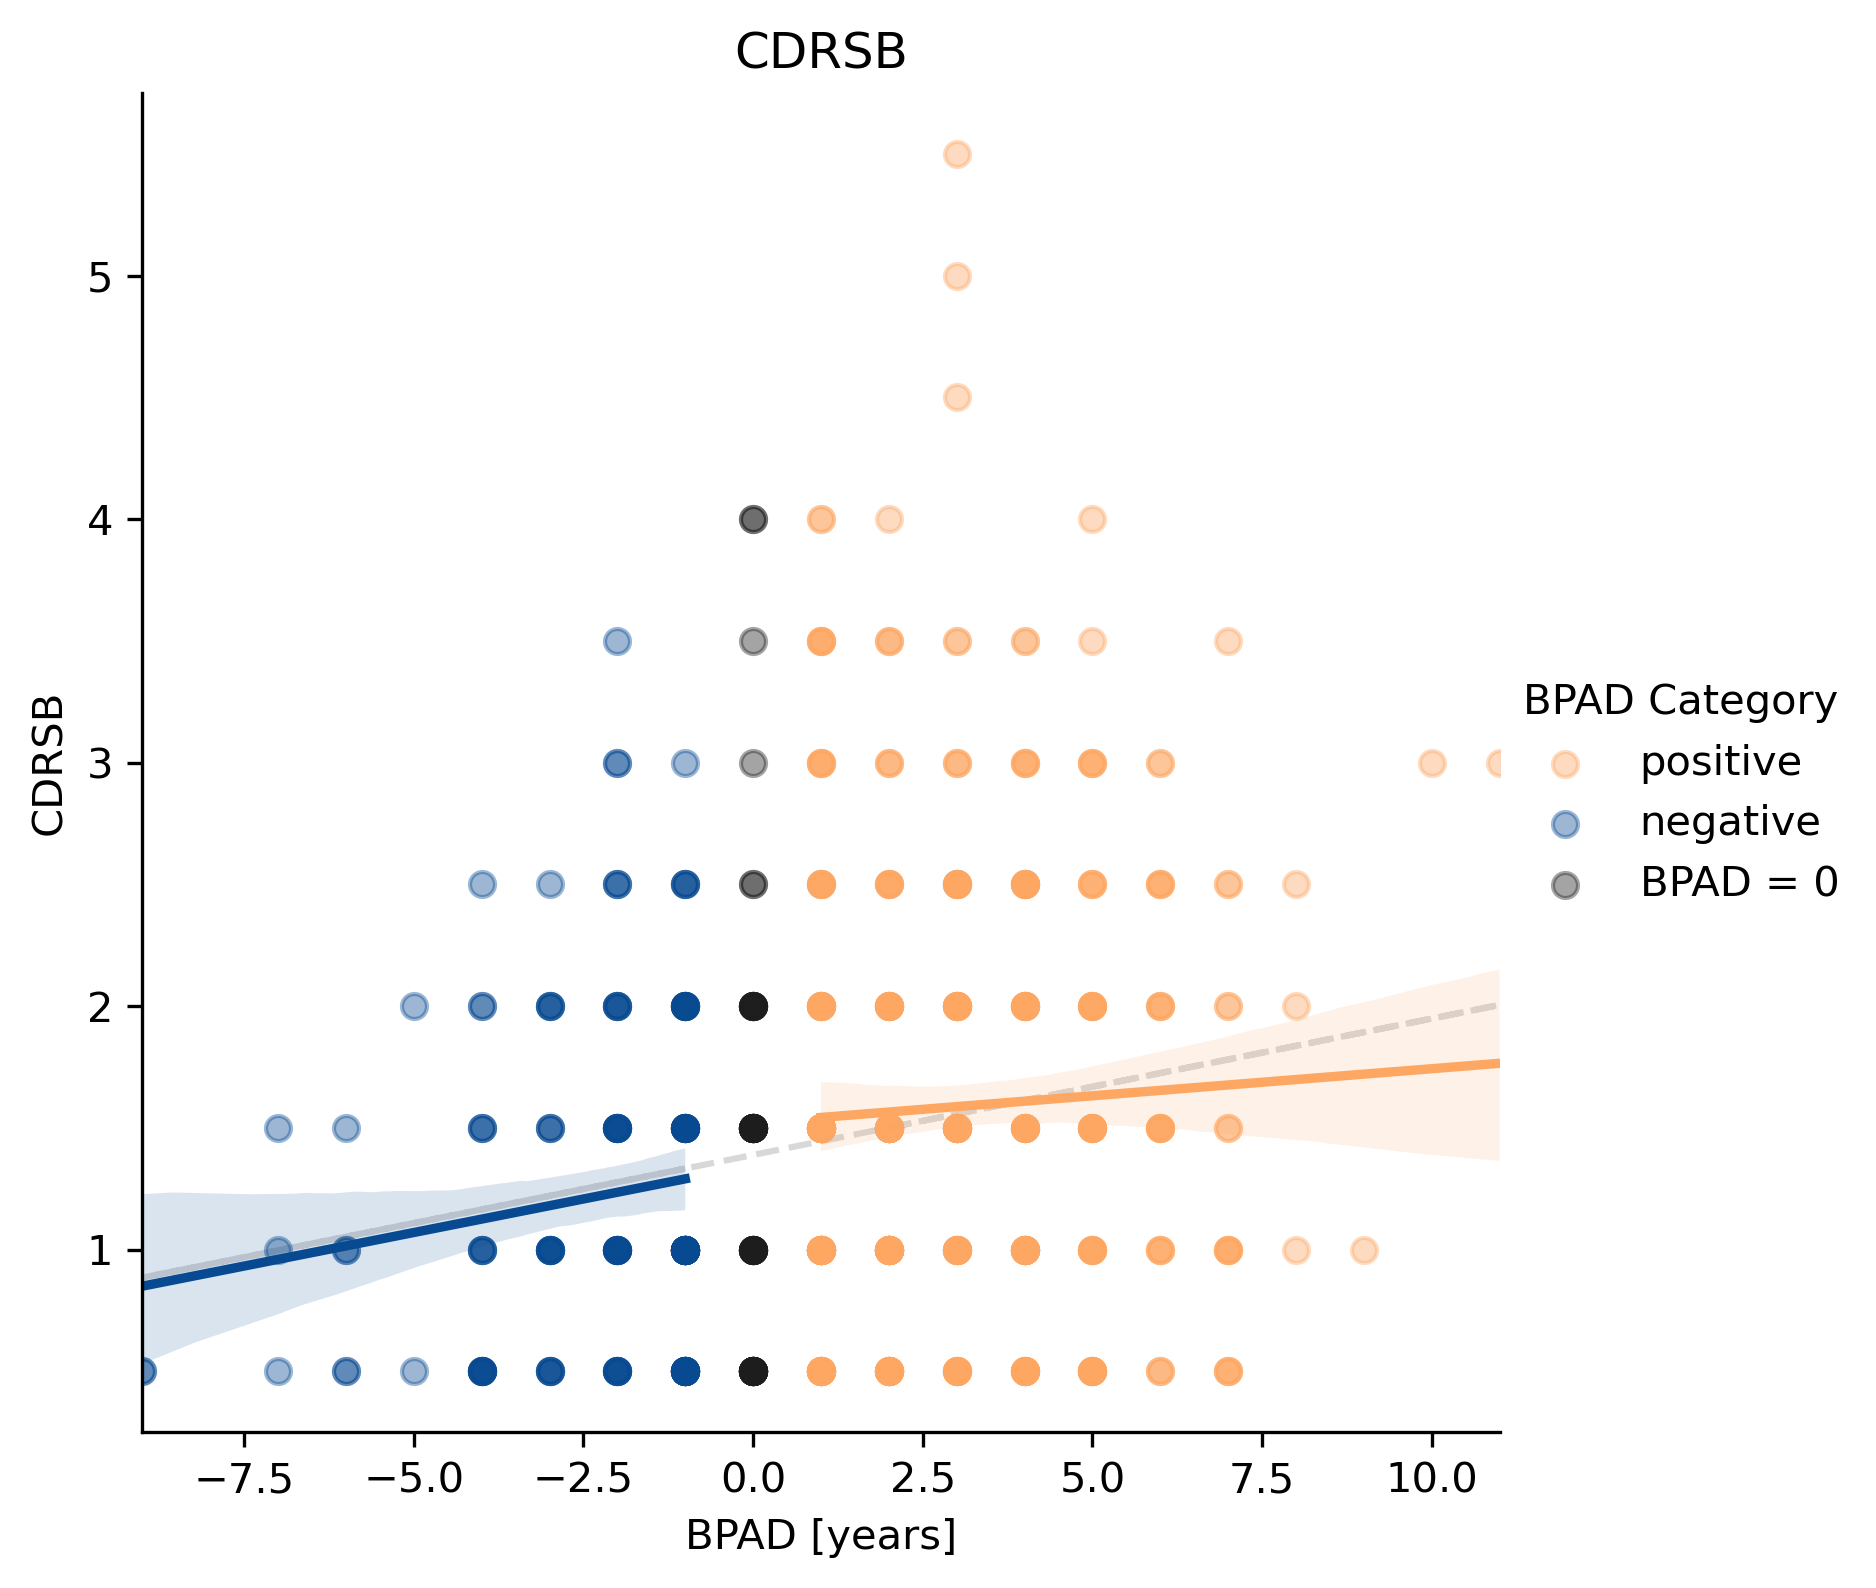 CDRSB
5
4
3
2
1
CDRSB
−7.5 −5.0 −2.5 0.0 2.5 5.0 7.5 10.0
BPAD [years]
BPAD Category
positive
negative
BPAD = 0